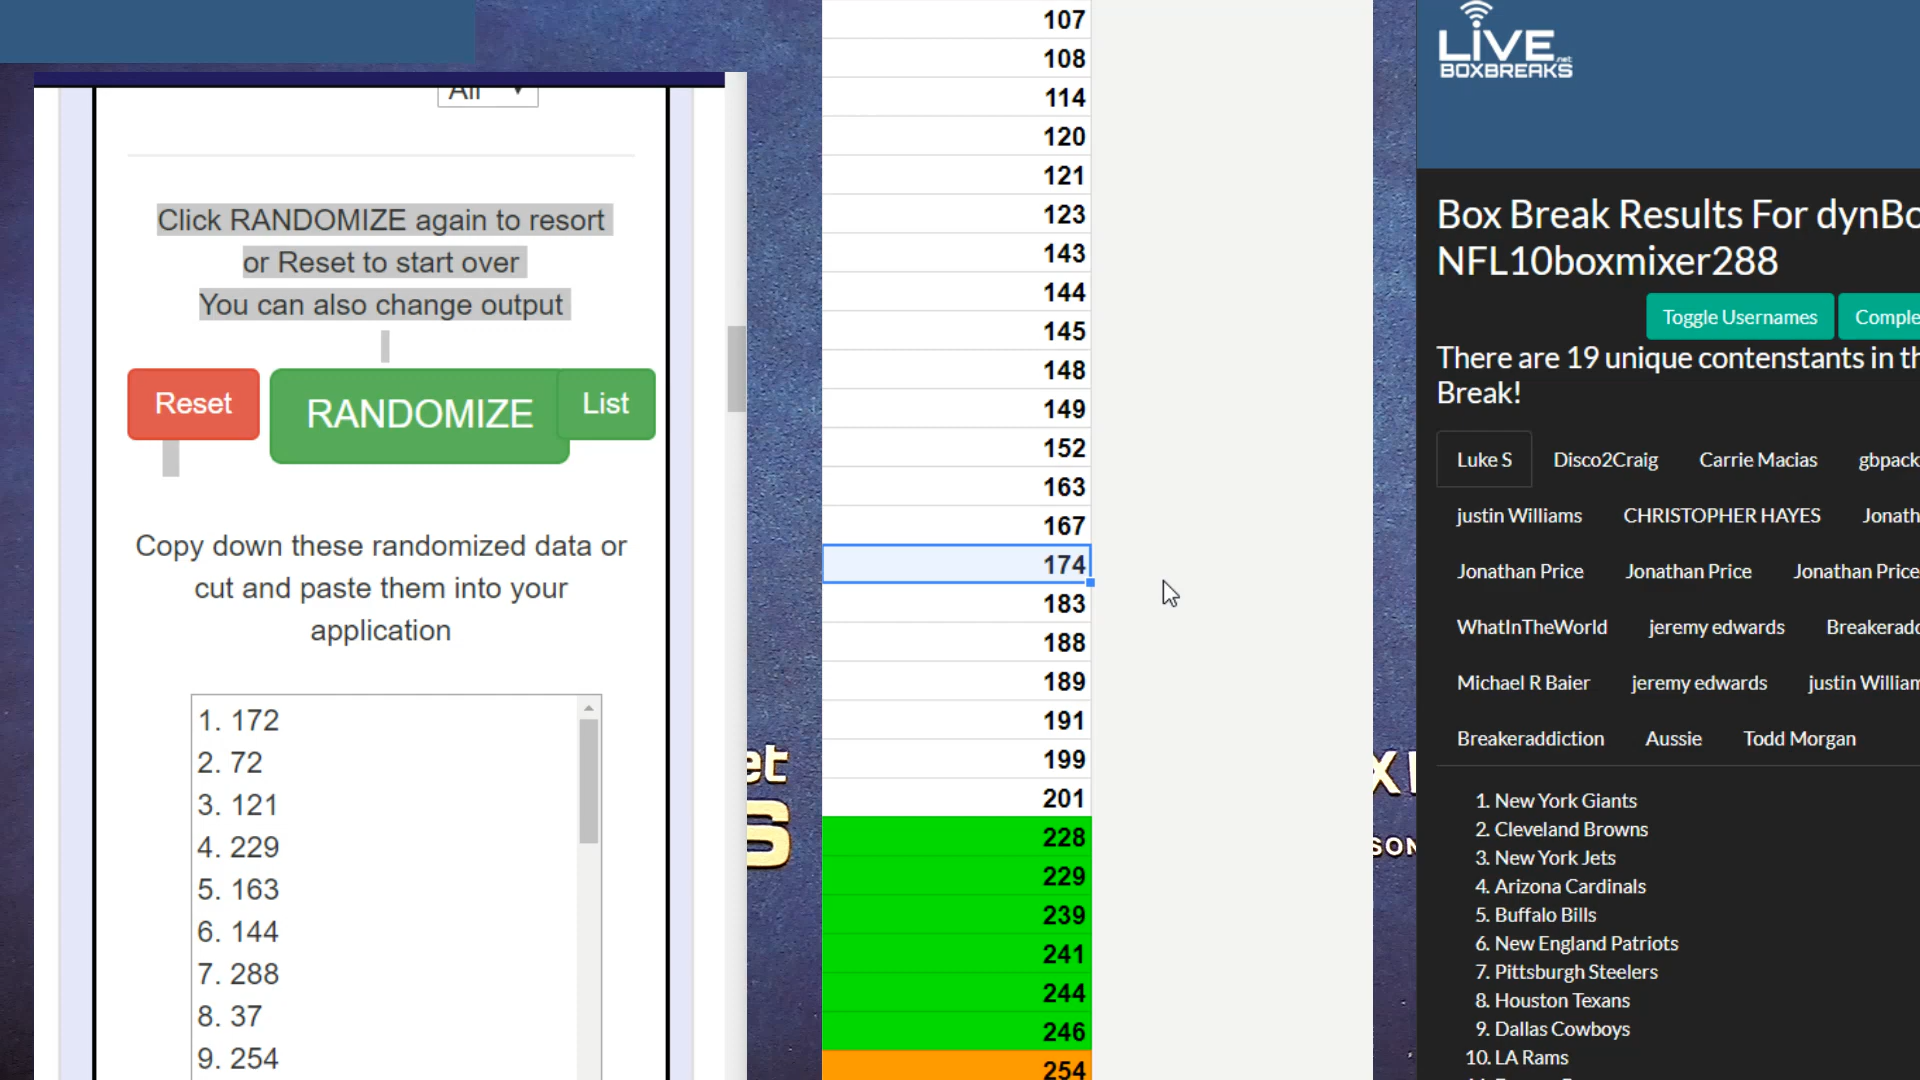 All
Click RANDOMIZE again to resort
or Reset to start over
You can also change output
Reset
RANDOMIZE
List
Copy down these randomized data or
cut and paste them into your
application
1. 172
2. 72
3. 121
4. 229
5. 163
6. 144
7. 288
8. 37
9. 254
et
S
107
108
114
120
121
123
143
144
145
148
149
152
163
167
174
183
188
189
191
199
201
228
229
239
241
244
246
254
SON
LIVE.net
BOXBREAKS
Box Break Results For dynBo
NFL10boxmixer288
Toggle Usernames Comple
There are 19 unique contenstants in th
Break!
Luke S Disco2Craig Carrie Macias gbpack
justin Williams CHRISTOPHER HAYES Jonath
Jonathan Price Jonathan Price Jonathan Price
WhatInTheWorld jeremy edwards Breakeradd
Michael R Baier jeremy edwards justin William
Breakeraddiction Aussie Todd Morgan
1. New York Giants
2. Cleveland Browns
3. New York Jets
4. Arizona Cardinals
5. Buffalo Bills
6. New England Patriots
7. Pittsburgh Steelers
8. Houston Texans
9. Dallas Cowboys
10. LA Rams